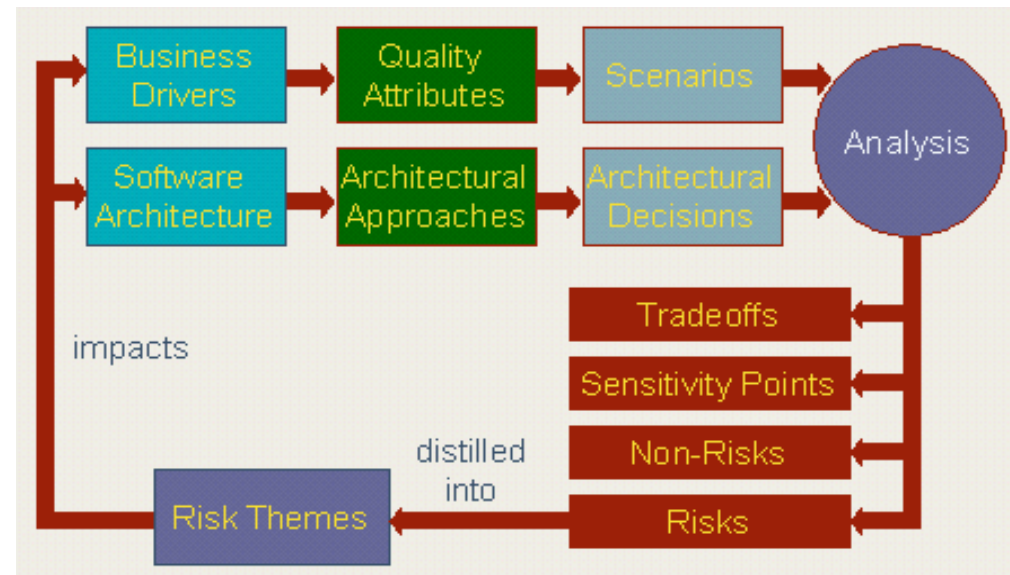 Business
Drivers
Quality
Attributes
Scenarios
Analysis
Software
Architecture
Architectural
Approaches
Architectural
Decisions
Tradeoffs
Sensitivity Points
Non-Risks
Risks
distilled
into
Risk Themes
impacts